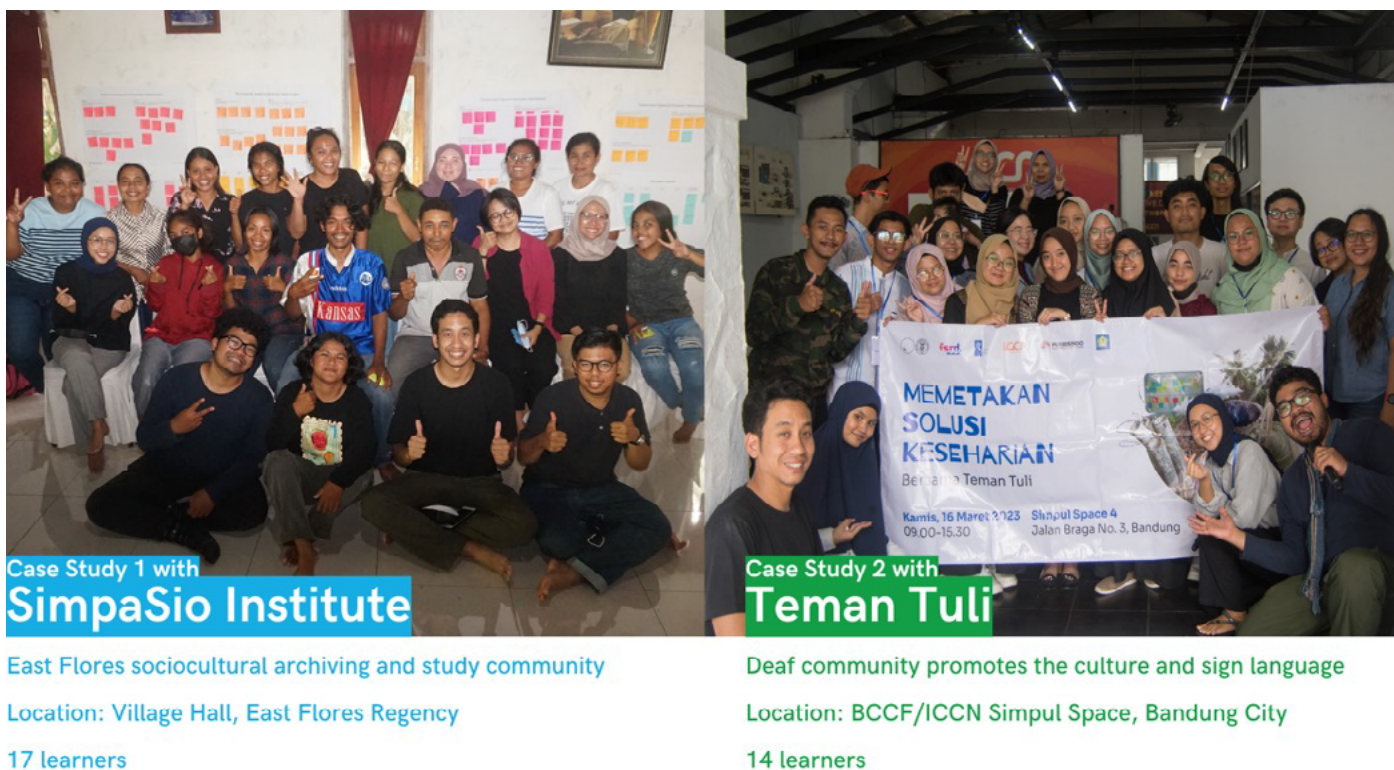 Kansas
Case Study 1 with
SimpaSio Institute
East Flores sociocultural archiving and study community
Location: Village Hall, East Flores Regency
17 learners
MEMETAKAN
SOLUSI
KESEHARIAN
Bersama Teman Tuli
Kamis, 16 Maret 2023 Simpul Space 4
09.00-15.30 Jalan Braga No. 3, Bandung
Case Study 2 with
Teman Tuli
Deaf community promotes the culture and sign language
Location: BCCF/ICCN Simpul Space, Bandung City
14 learners